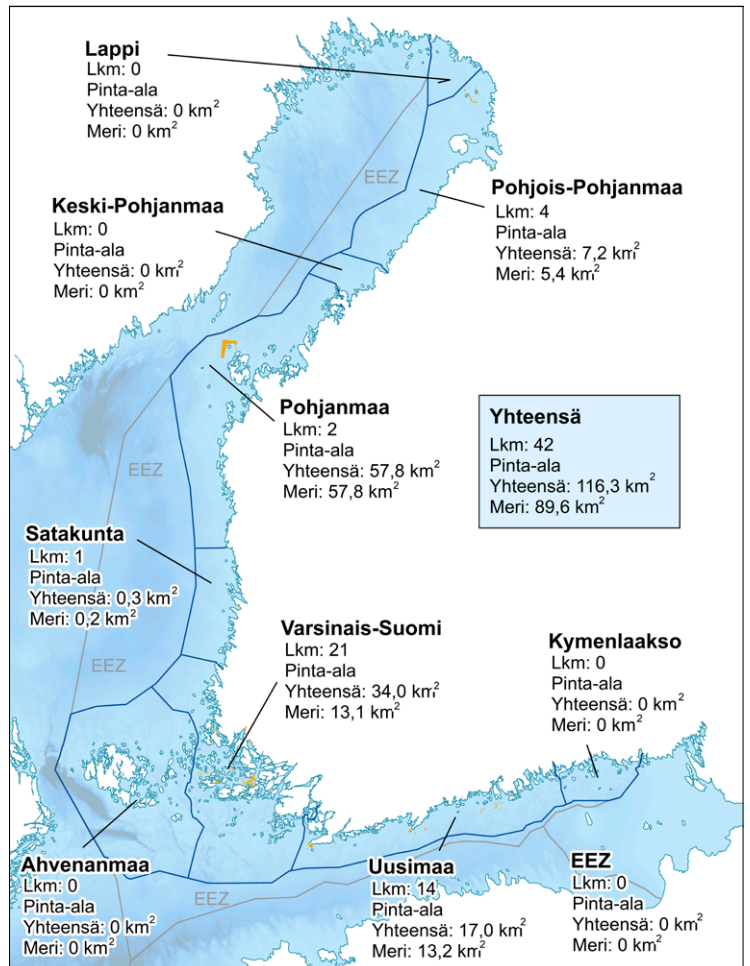 Lappi
Lkm: 0
Pinta-ala
Yhteensä: 0 km²
Meri: 0 km²
EEZ
Keski-Pohjanmaa
Lkm: 0
Pinta-ala
Yhteensä: 0 km²
Meri: 0 km²
Pohjois-Pohjanmaa
Lkm: 4
Pinta-ala
Yhteensä: 7,2 km²
Meri: 5,4 km²
Pohjanmaa
Lkm: 2
Pinta-ala
Yhteensä: 57,8 km²
Meri: 57,8 km²
Yhteensä
Lkm: 42
Pinta-ala
Yhteensä: 116,3 km²
Meri: 89,6 km²
EEZ
Satakunta
Lkm: 1
Pinta-ala
Yhteensä: 0,3 km²
Meri: 0,2 km²
EEZ
Varsinais-Suomi
Lkm: 21
Pinta-ala
Yhteensä: 34,0 km²
Meri: 13,1 km²
Kymenlaakso
Lkm: 0
Pinta-ala
Yhteensä: 0 km²
Meri: 0 km²
Ahvenanmaa
Lkm: 0
Pinta-ala
Yhteensä: 0 km²
Meri: 0 km²
EEZ
Uusimaa
Lkm: 14
Pinta-ala
Yhteensä: 17,0 km²
Meri: 13,2 km²
EEZ
Lkm: 0
Pinta-ala
Yhteensä: 0 km²
Meri: 0 km²